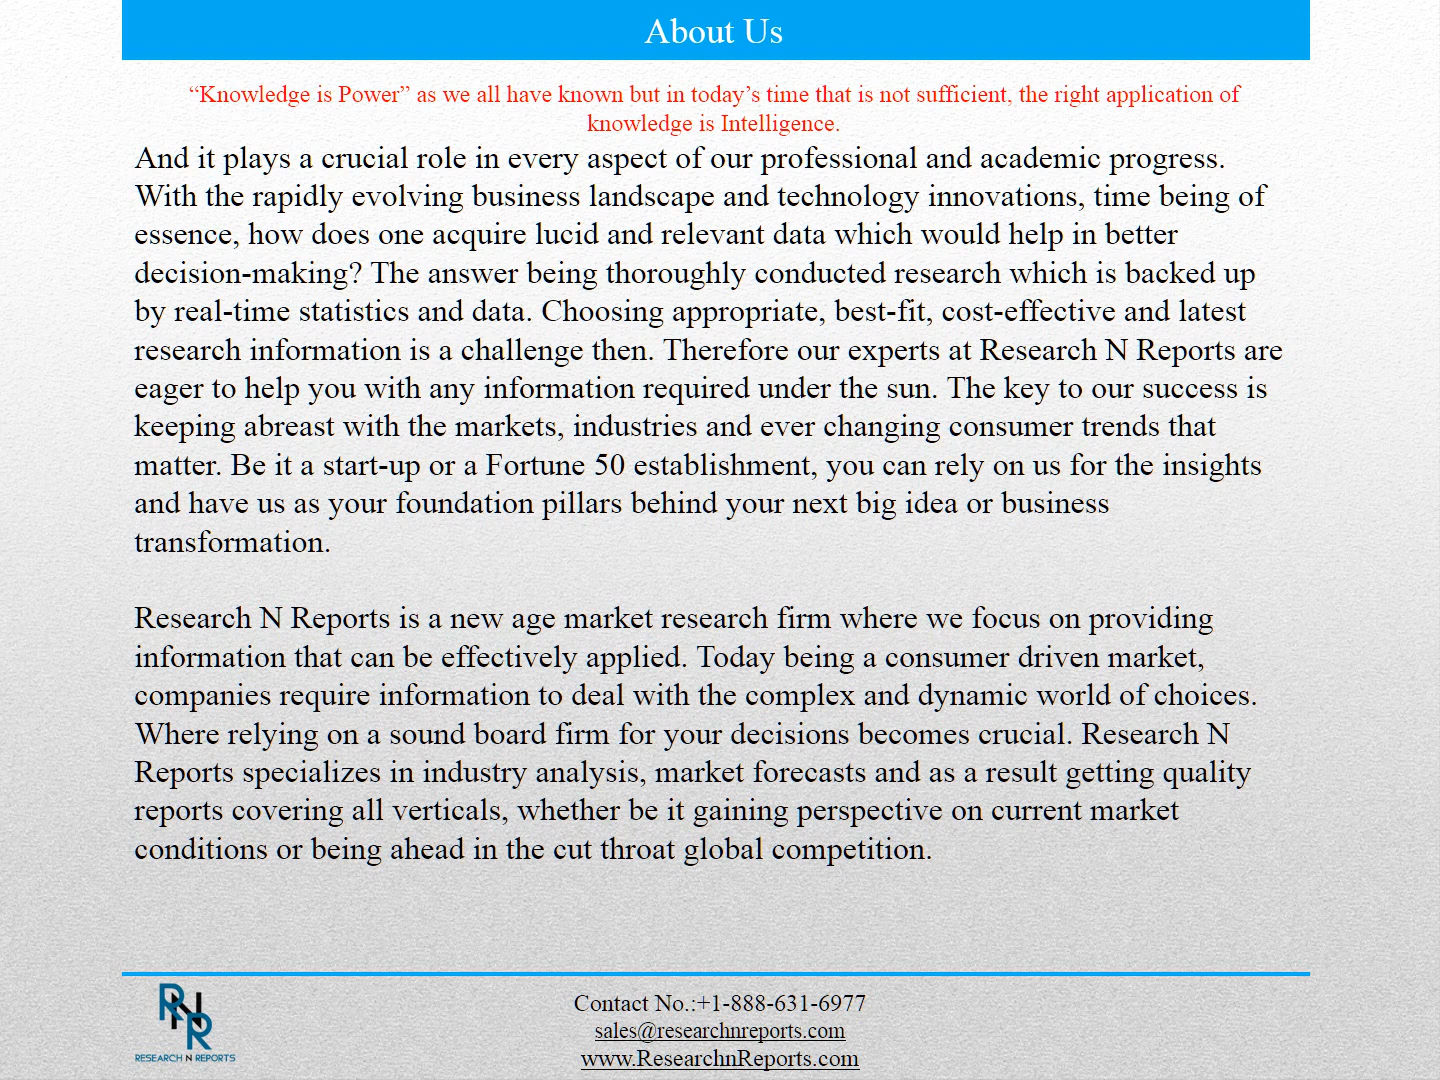 About Us
“Knowledge is Power” as we all have known but in today’s time that is not sufficient, the right application of
knowledge is Intelligence.
And it plays a crucial role in every aspect of our professional and academic progress.
With the rapidly evolving business landscape and technology innovations, time being of
essence, how does one acquire lucid and relevant data which would help in better
decision-making? The answer being thoroughly conducted research which is backed up
by real-time statistics and data. Choosing appropriate, best-fit, cost-effective and latest
research information is a challenge then. Therefore our experts at Research N Reports are
eager to help you with any information required under the sun. The key to our success is
keeping abreast with the markets, industries and ever changing consumer trends that
matter. Be it a start-up or a Fortune 50 establishment, you can rely on us for the insights
and have us as your foundation pillars behind your next big idea or business
transformation.
Research N Reports is a new age market research firm where we focus on providing
information that can be effectively applied. Today being a consumer driven market,
companies require information to deal with the complex and dynamic world of choices.
Where relying on a sound board firm for your decisions becomes crucial. Research N
Reports specializes in industry analysis, market forecasts and as a result getting quality
reports covering all verticals, whether be it gaining perspective on current market
conditions or being ahead in the cut throat global competition.
RNR
RESEARCH N REPORTS
Contact No.:+1-888-631-6977
sales@researchnreports.com
www.ResearchnReports.com